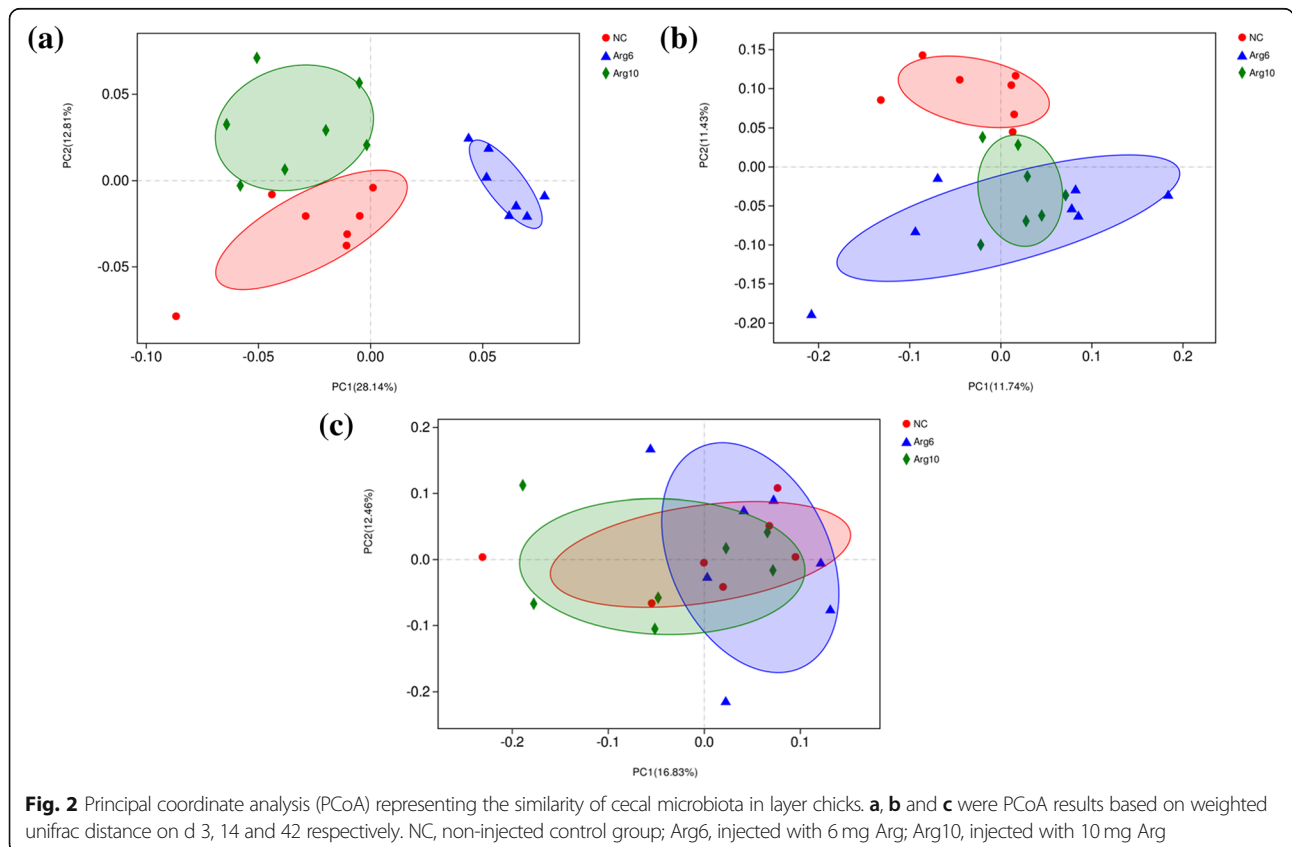 (a)
NC
Arg6
Arg10
PC2(12.81%)
0.05
0.00
-0.05
-0.10
-0.05
0.00
0.05
PC1(28.14%)
(b)
NC
Arg6
Arg10
PC2(11.43%)
0.15
0.10
0.05
0.00
-0.05
-0.10
-0.15
-0.20
-0.2
-0.1
0.0
0.1
0.2
PC1(11.74%)
(c)
NC
Arg6
Arg10
PC2(12.46%)
0.2
0.1
0.0
-0.1
-0.2
-0.2
-0.1
0.0
0.1
PC1(16.83%)
Fig. 2 Principal coordinate analysis (PCoA) representing the similarity of cecal microbiota in layer chicks. a, b and c were PCoA results based on weighted
unifrac distance on d 3, 14 and 42 respectively. NC, non-injected control group; Arg6, injected with 6 mg Arg; Arg10, injected with 10 mg Arg